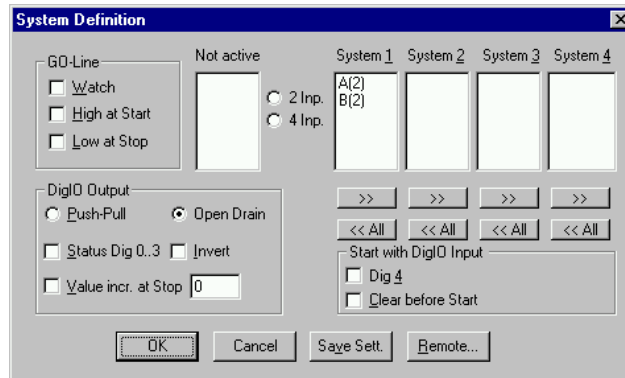 System Definition
GO-Line
Watch
High at Start
Low at Stop
Not active
2 Inp.
4 Inp.
System 1
System 2
System 3
System 4
A(2)
B(2)
>>
>>
>>
>>
<< All
<< All
<< All
<< All
DigIO Output
Push-Pull
Open Drain
Status Dig 0..3
Invert
Value incr. at Stop
0
Start with DigIO Input
Dig 4
Clear before Start
OK
Cancel
Save Sett.
Remote...